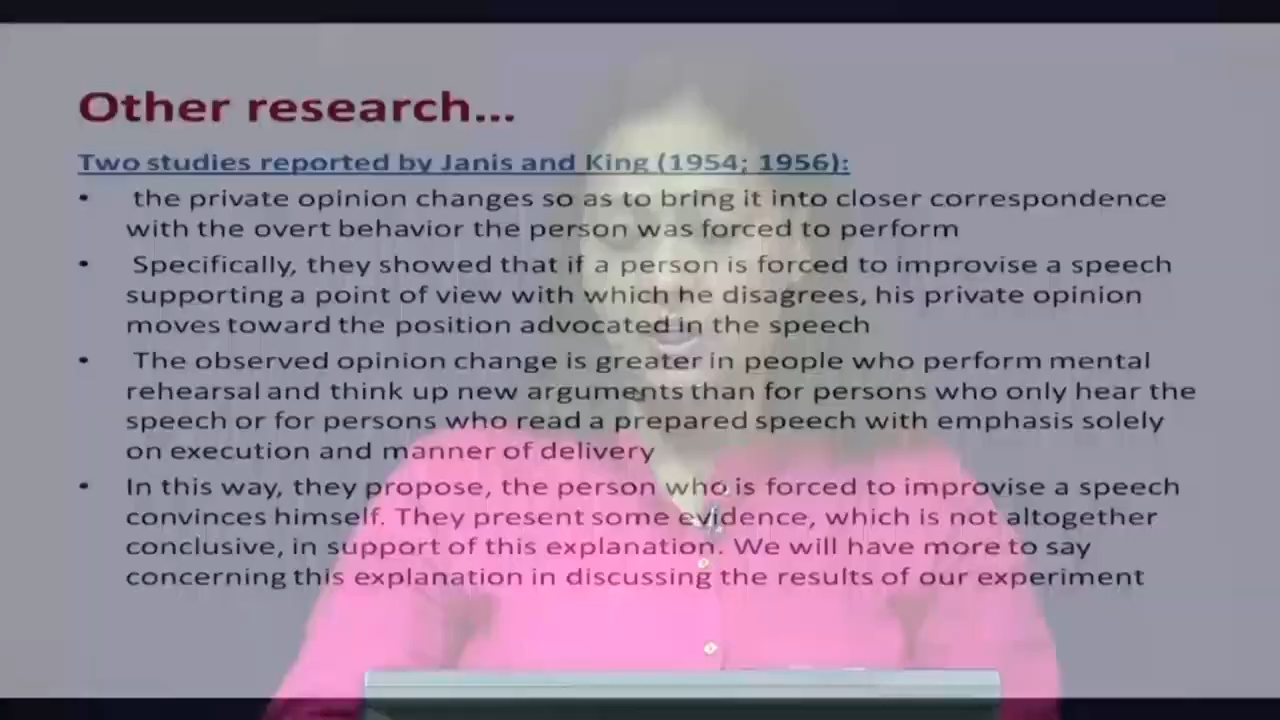 Other research...
Two studies reported by Janis and King (1954; 1956):
• the private opinion changes so as to bring it into closer correspondence
with the overt behavior the person was forced to perform
• Specifically, they showed that if a person is forced to improvise a speech
supporting a point of view with which he disagrees, his private opinion
moves toward the position advocated in the speech
• The observed opinion change is greater in people who perform mental
rehearsal and think up new arguments than for persons who only hear the
speech or for persons who read a prepared speech with emphasis solely
on execution and manner of delivery
• In this way, they propose, the person who is forced to improvise a speech
convinces himself. They present some evidence, which is not altogether
conclusive, in support of this explanation. We will have more to say
concerning this explanation in discussing the results of our experiment